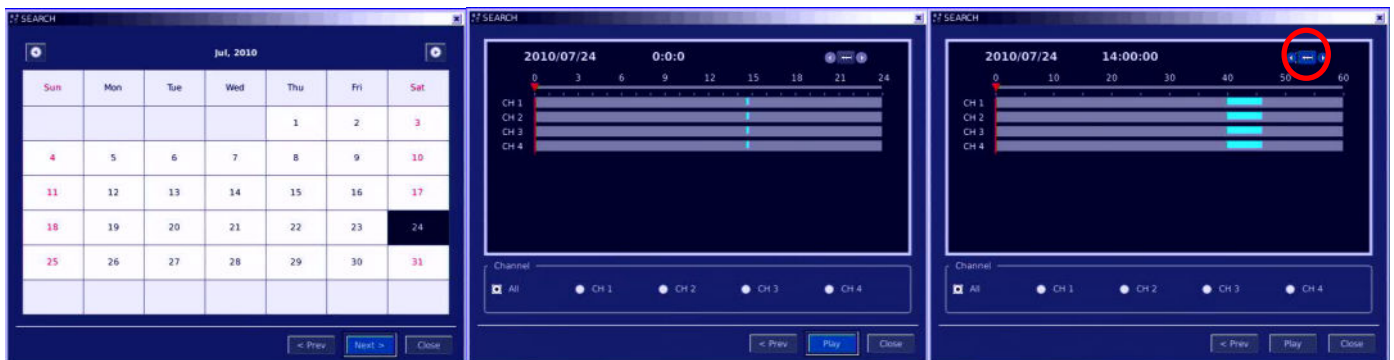 SEARCH
Jul, 2010
Sun Mon Tue Wed Thu Fri Sat
1 2 3
4 5 6 7 8 9 10
11 12 13 14 15 16 17
18 19 20 21 22 23 24
25 26 27 28 29 30 31
< Prev Next > Close
SEARCH
2010/07/24 0:0:0
0 3 6 9 12 15 18 21 24
CH 1
CH 2
CH 3
CH 4
Channel
All CH 1 CH 2 CH 3 CH 4
< Prev Play Close
SEARCH
2010/07/24 14:00:00
0 10 20 30 40 50 60
CH 1
CH 2
CH 3
CH 4
Channel
All CH 1 CH 2 CH 3 CH 4
< Prev Play Close